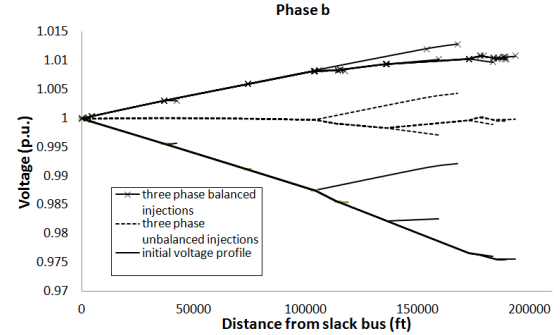 Phase b
Voltage (p.u.)
1.015
1.01
1.005
1
0.995
0.99
0.985
0.98
0.975
0.97
three phase balanced
injections
three phase
unbalanced injections
initial voltage profile
0 50000 100000 150000 200000
Distance from slack bus (ft)